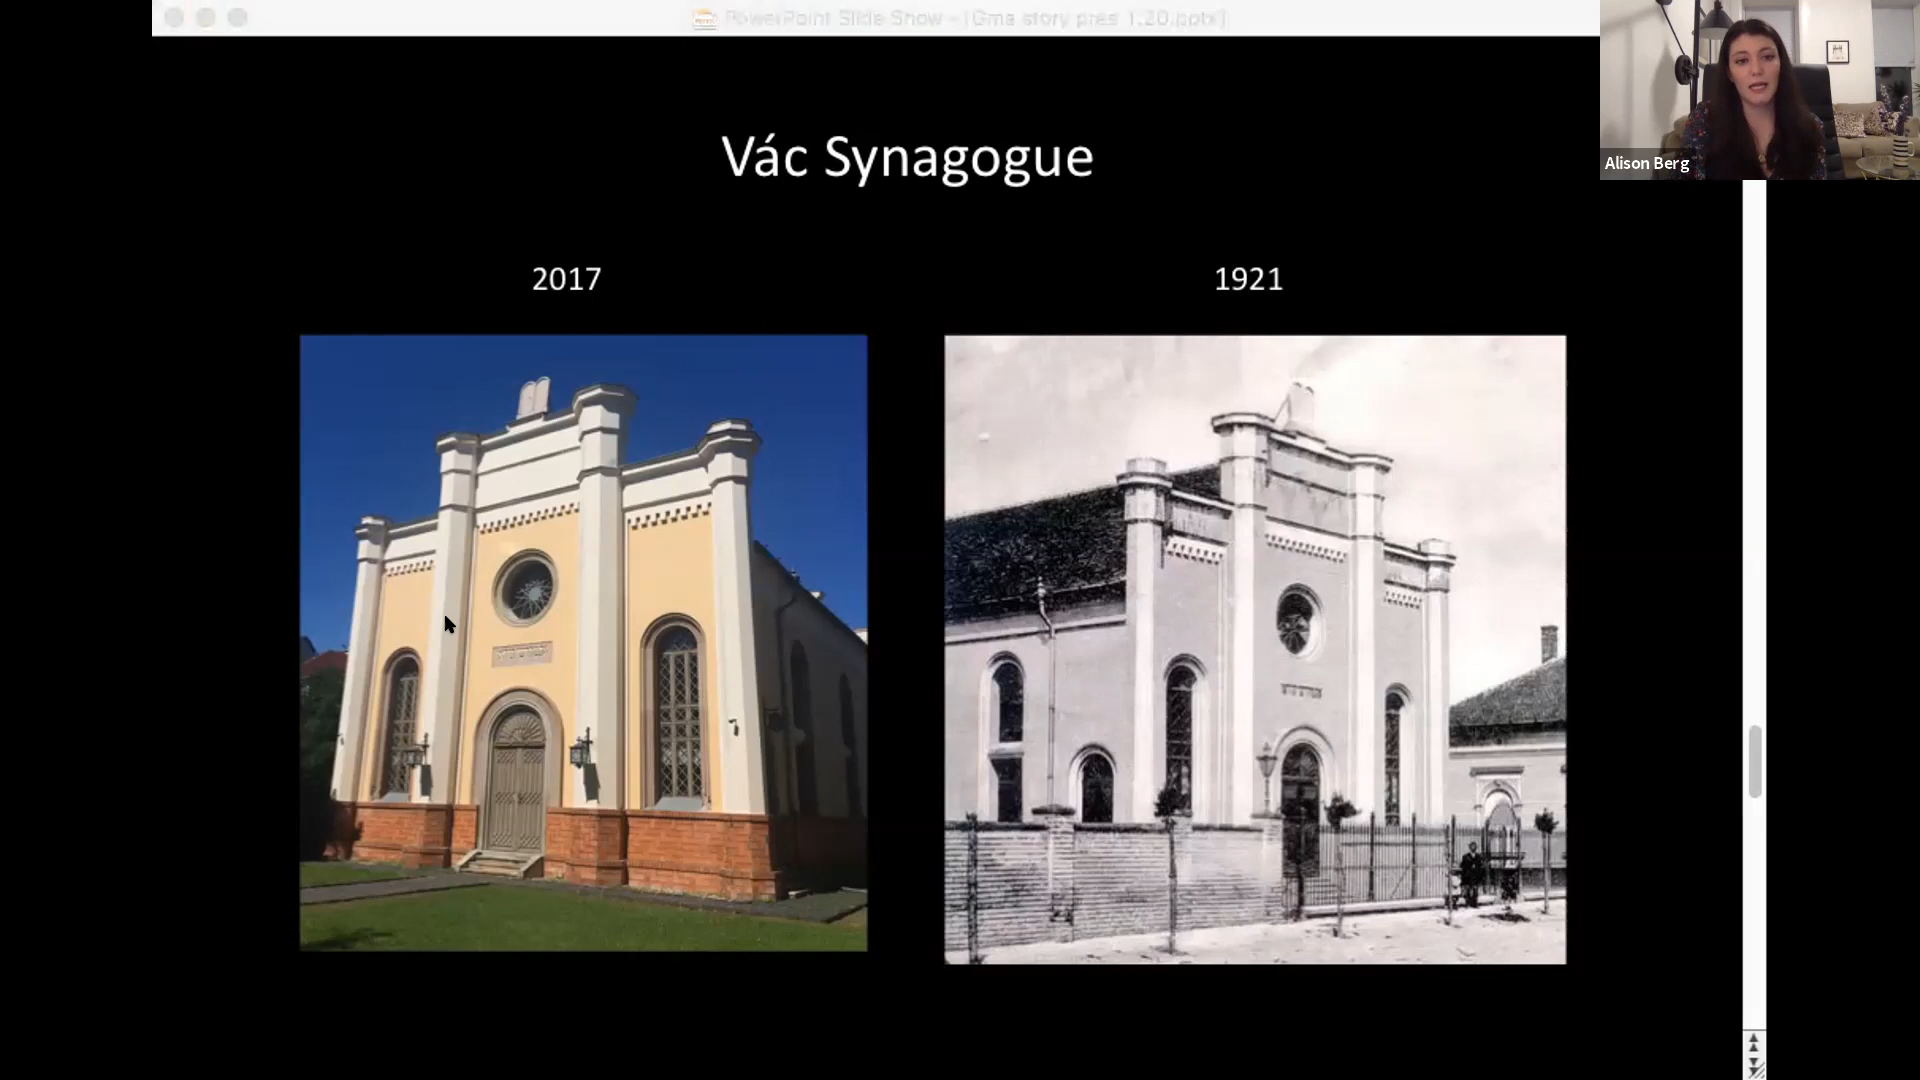 PowerPoint Slide Show - [Gma story pres 1.20.pptx]
Alison Berg
Vác Synagogue
2017
1921